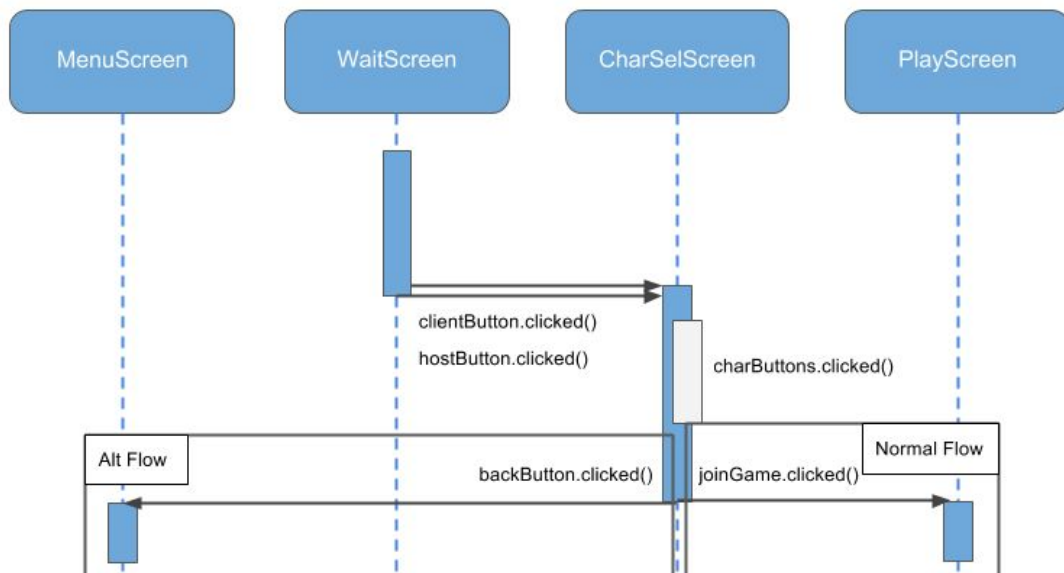 MenuScreen
WaitScreen
CharSelScreen
PlayScreen
clientButton.clicked()
hostButton.clicked()
charButtons.clicked()
Alt Flow
Normal Flow
backButton.clicked()
joinGame.clicked()